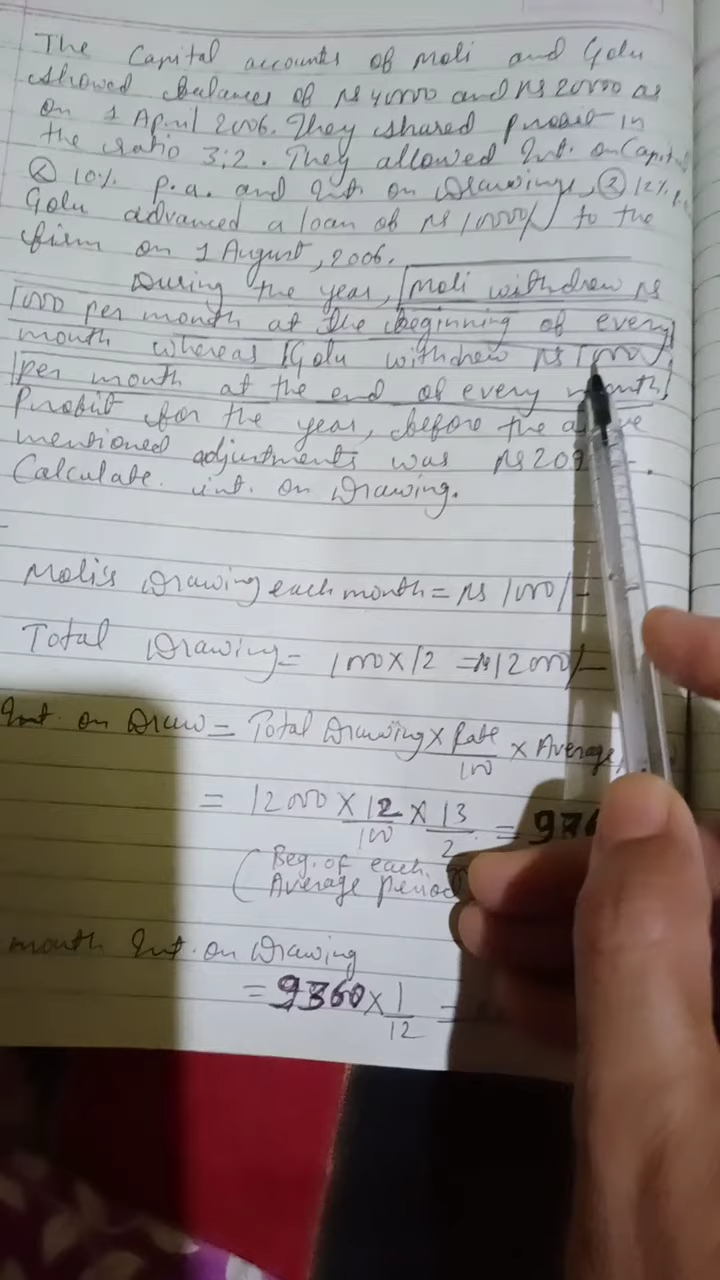 The Capital accounts of Moli and Golu
showed balances of Rs 40000 and Rs 20000 as
on 1 April 2006. They shared profit in
the ratio 3:2. They allowed Int. on Capital
@ 10% p.a. and Int. on Drawings, @ 12% p.
Golu advanced a loan of Rs 10000/ to the
firm on 1 August, 2006.
During the year, Moli withdrew Rs
1000 per month at the beginning of every
month whereas Golu withdrew Rs 1000/
per month at the end of every month
Profit for the year, before the
mentioned adjustments was Rs 209
Calculate int. on Drawing.
Moli's Drawing each month = Rs 1000/-
Total Drawing = 1000 x 12 = Rs 12000/-
Int. on Draw = Total Drawing x Rate/100 x Average
= 12000 x 12/100 x 13/2 = 936
(Beg. of each
Average period
month Int. on Drawing
= 9360 x 1/12 =